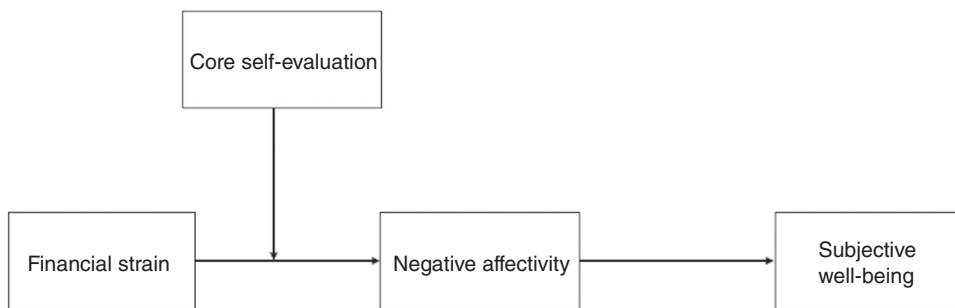 Core self-evaluation
Financial strain
Negative affectivity
Subjective
well-being